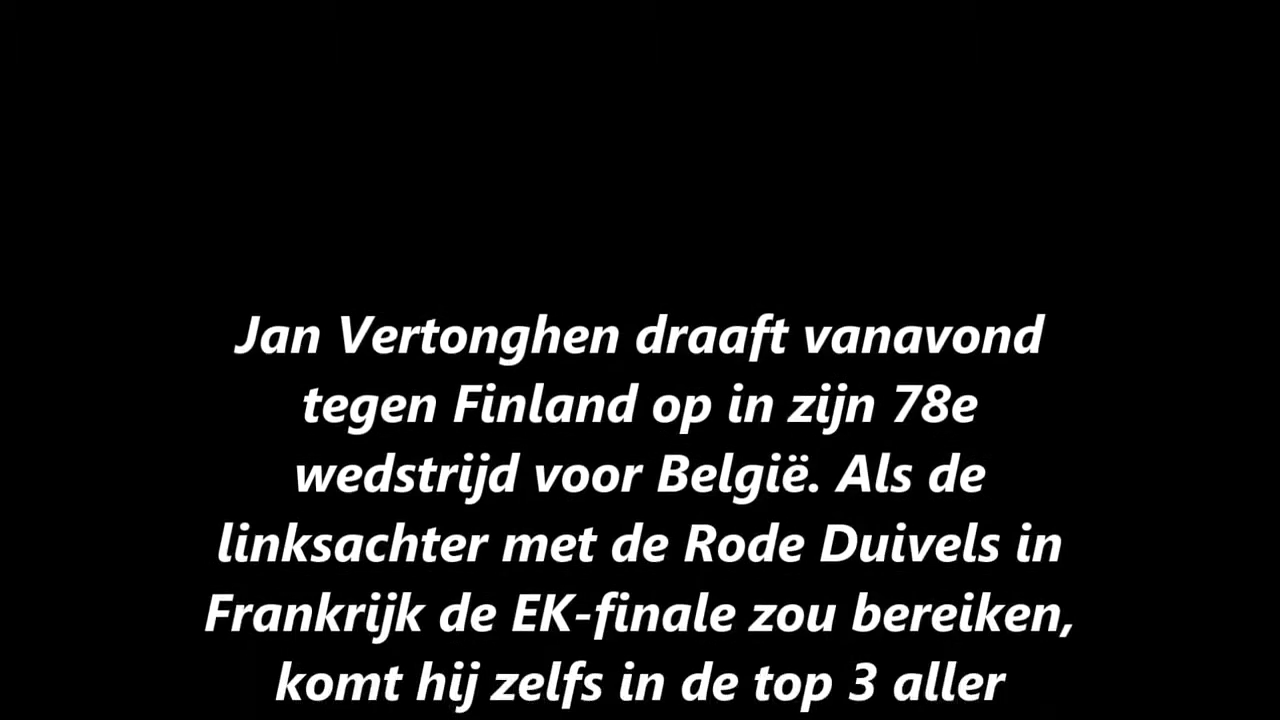 Jan Vertonghen draaft vanavond
tegen Finland op in zijn 78e
wedstrijd voor België. Als de
linksachter met de Rode Duivels in
Frankrijk de EK-finale zou bereiken,
komt hij zelfs in de top 3 aller